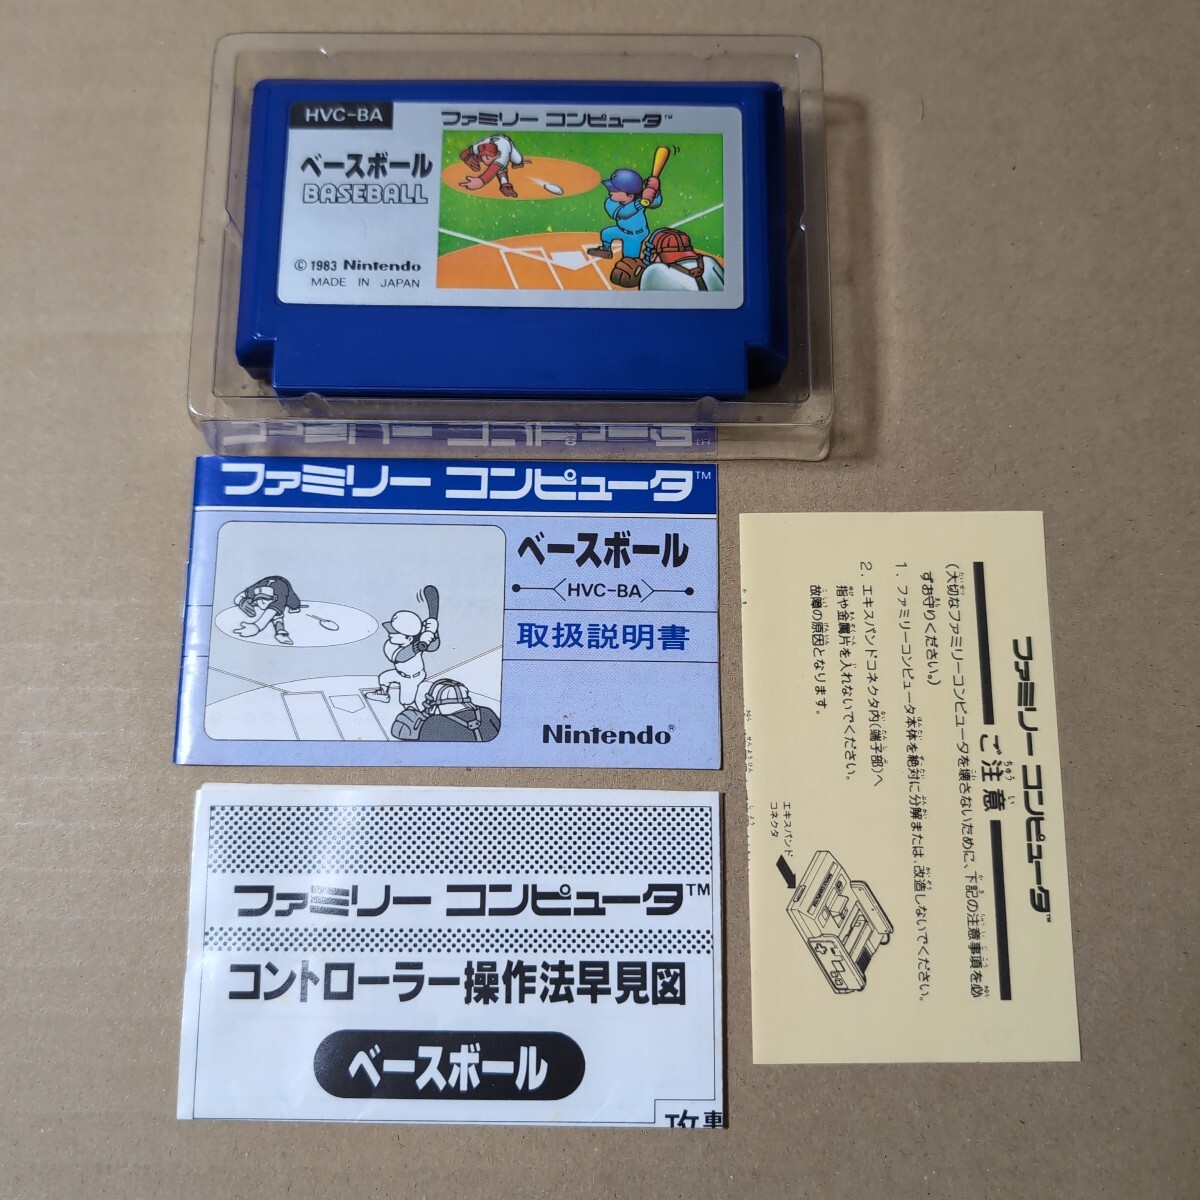 HVC-BA
ファミリー コンピュータ™
ベースボール
BASEBALL
© 1983 Nintendo
MADE IN JAPAN
ファミリー コンピュータ™
ベースボール
HVC-BA
取扱説明書
Nintendo®
ファミリー コンピュータ™
コントローラー操作法早見図
ベースボール
攻
ファミリー コンピュータ™
ご注意
(大切なファミリーコンピュータを壊さないために、下記の注意事項を必
ずお守りください。)
1. ファミリーコンピュータ本体を絶対に分解または、改造しないでください。
2. エキスパンドコネクタ内(端子部)へ
指や金属片を入れないでください。
故障の原因となります。
エキスパンド
コネクタ